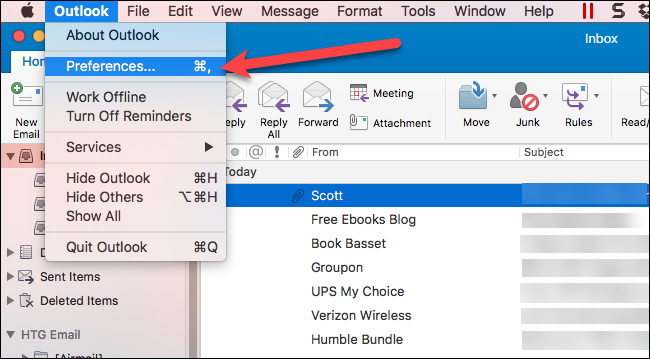 Outlook File Edit View Message Format Tools Window Help
About Outlook
Inbox
Preferences... ⌘,
Work Offline
Turn Off Reminders
Services
Hide Outlook ⌘H
Hide Others ⌥⌘H
Show All
Quit Outlook ⌘Q
New
Email
Reply
All
Forward
Meeting
Attachment
Move
Junk
Rules
@ ! From Subject
Today
Scott
Free Ebooks Blog
Book Basset
Groupon
UPS My Choice
Verizon Wireless
Humble Bundle
Sent Items
Deleted Items
HTG Email
[Airmail]